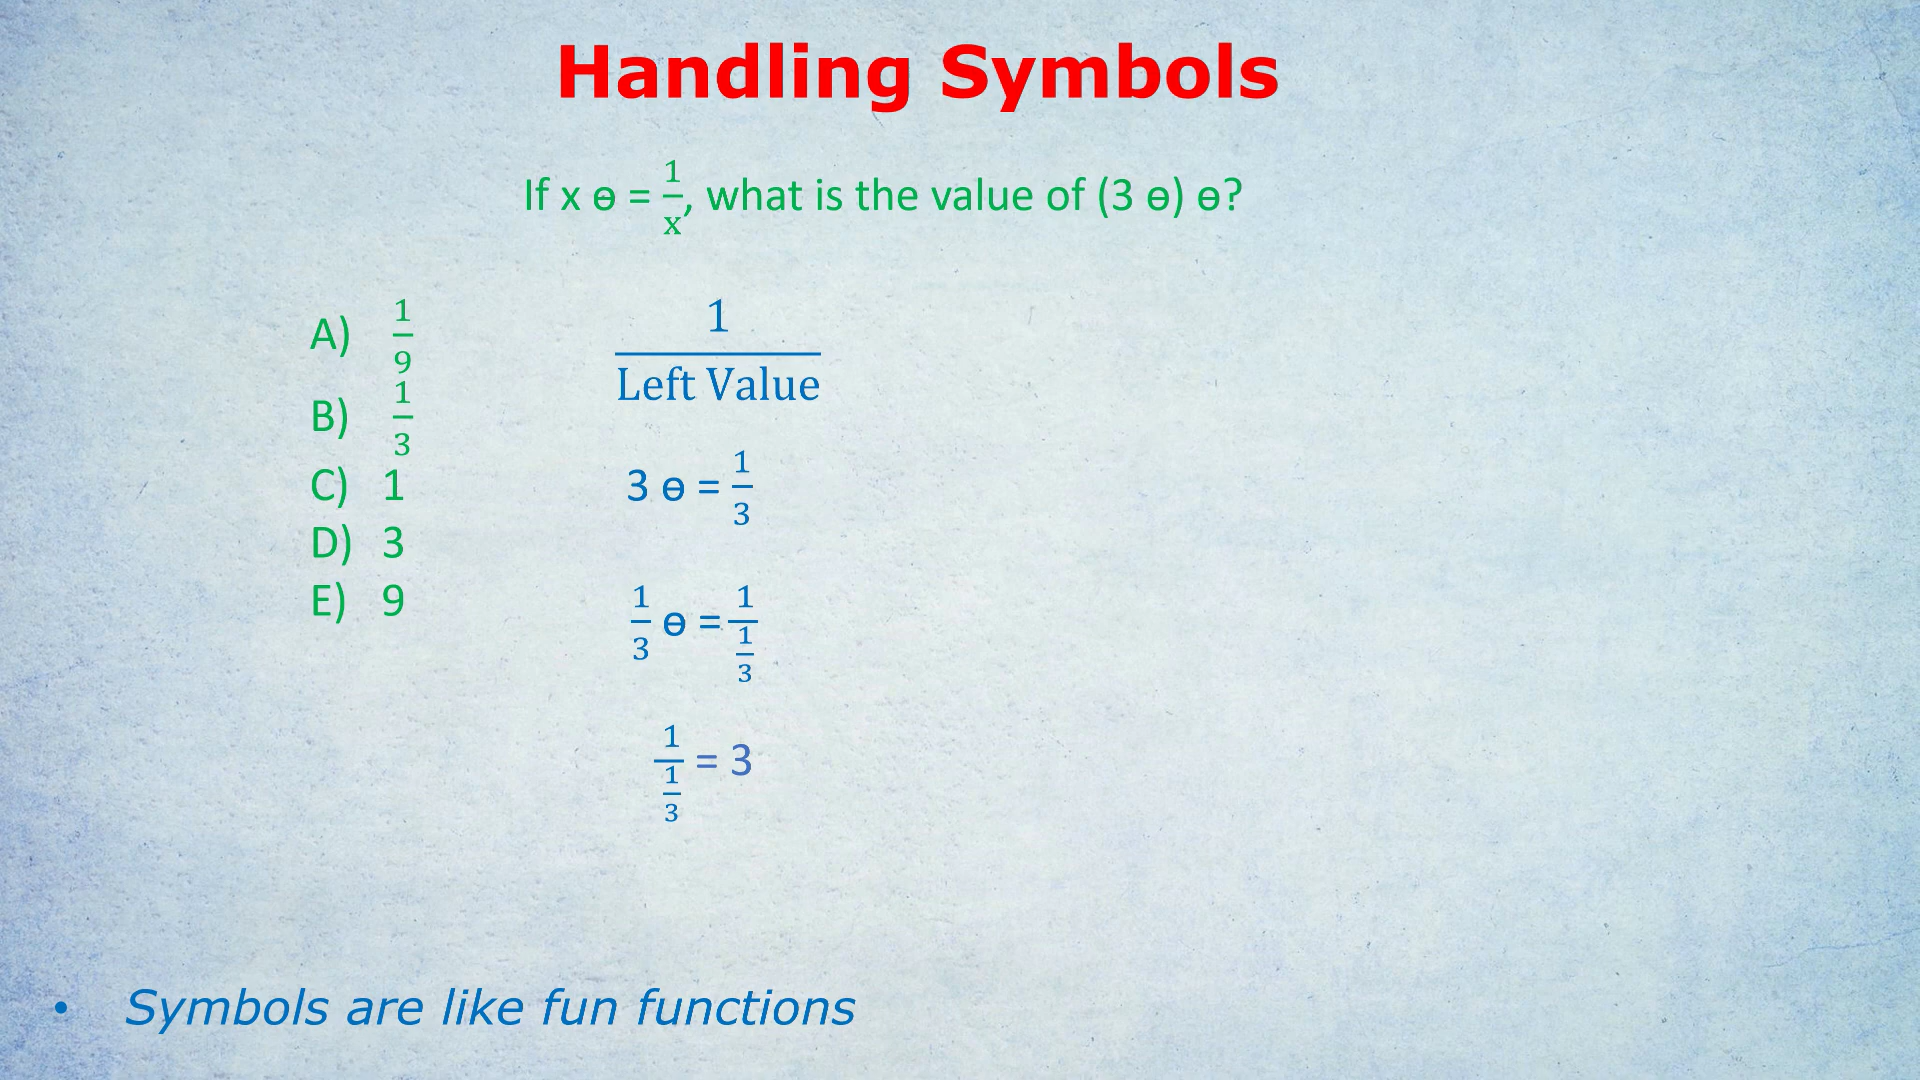 Handling Symbols
If x ɵ = 1/x, what is the value of (3 ɵ) ɵ?
A) 1/9
B) 1/3
C) 1
D) 3
E) 9
1/Left Value
3 ɵ = 1/3
1/3 ɵ = 1/(1/3)
1/(1/3) = 3
• Symbols are like fun functions